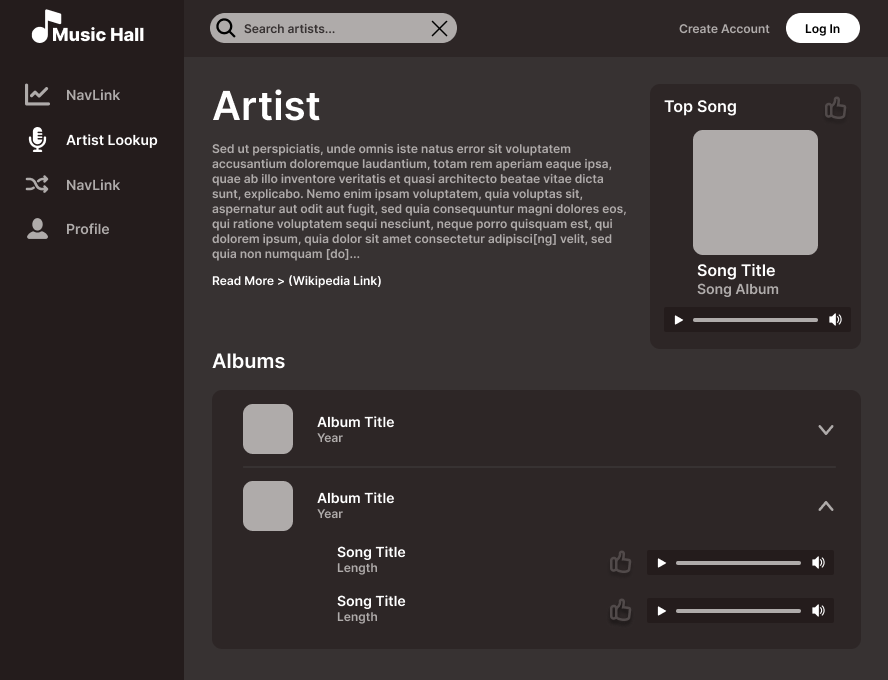 Music Hall
Search artists...
Create Account
Log In
NavLink
Artist Lookup
NavLink
Profile
Artist
Sed ut perspiciatis, unde omnis iste natus error sit voluptatem
accusantium doloremque laudantium, totam rem aperiam eaque ipsa,
quae ab illo inventore veritatis et quasi architecto beatae vitae dicta
sunt, explicabo. Nemo enim ipsam voluptatem, quia voluptas sit,
aspernatur aut odit aut fugit, sed quia consequuntur magni dolores eos,
qui ratione voluptatem sequi nesciunt, neque porro quisquam est, qui
dolorem ipsum, quia dolor sit amet consectetur adipisci[ng] velit, sed
quia non numquam [do]...
Read More > (Wikipedia Link)
Top Song
Song Title
Song Album
Albums
Album Title
Year
Album Title
Year
Song Title
Length
Song Title
Length